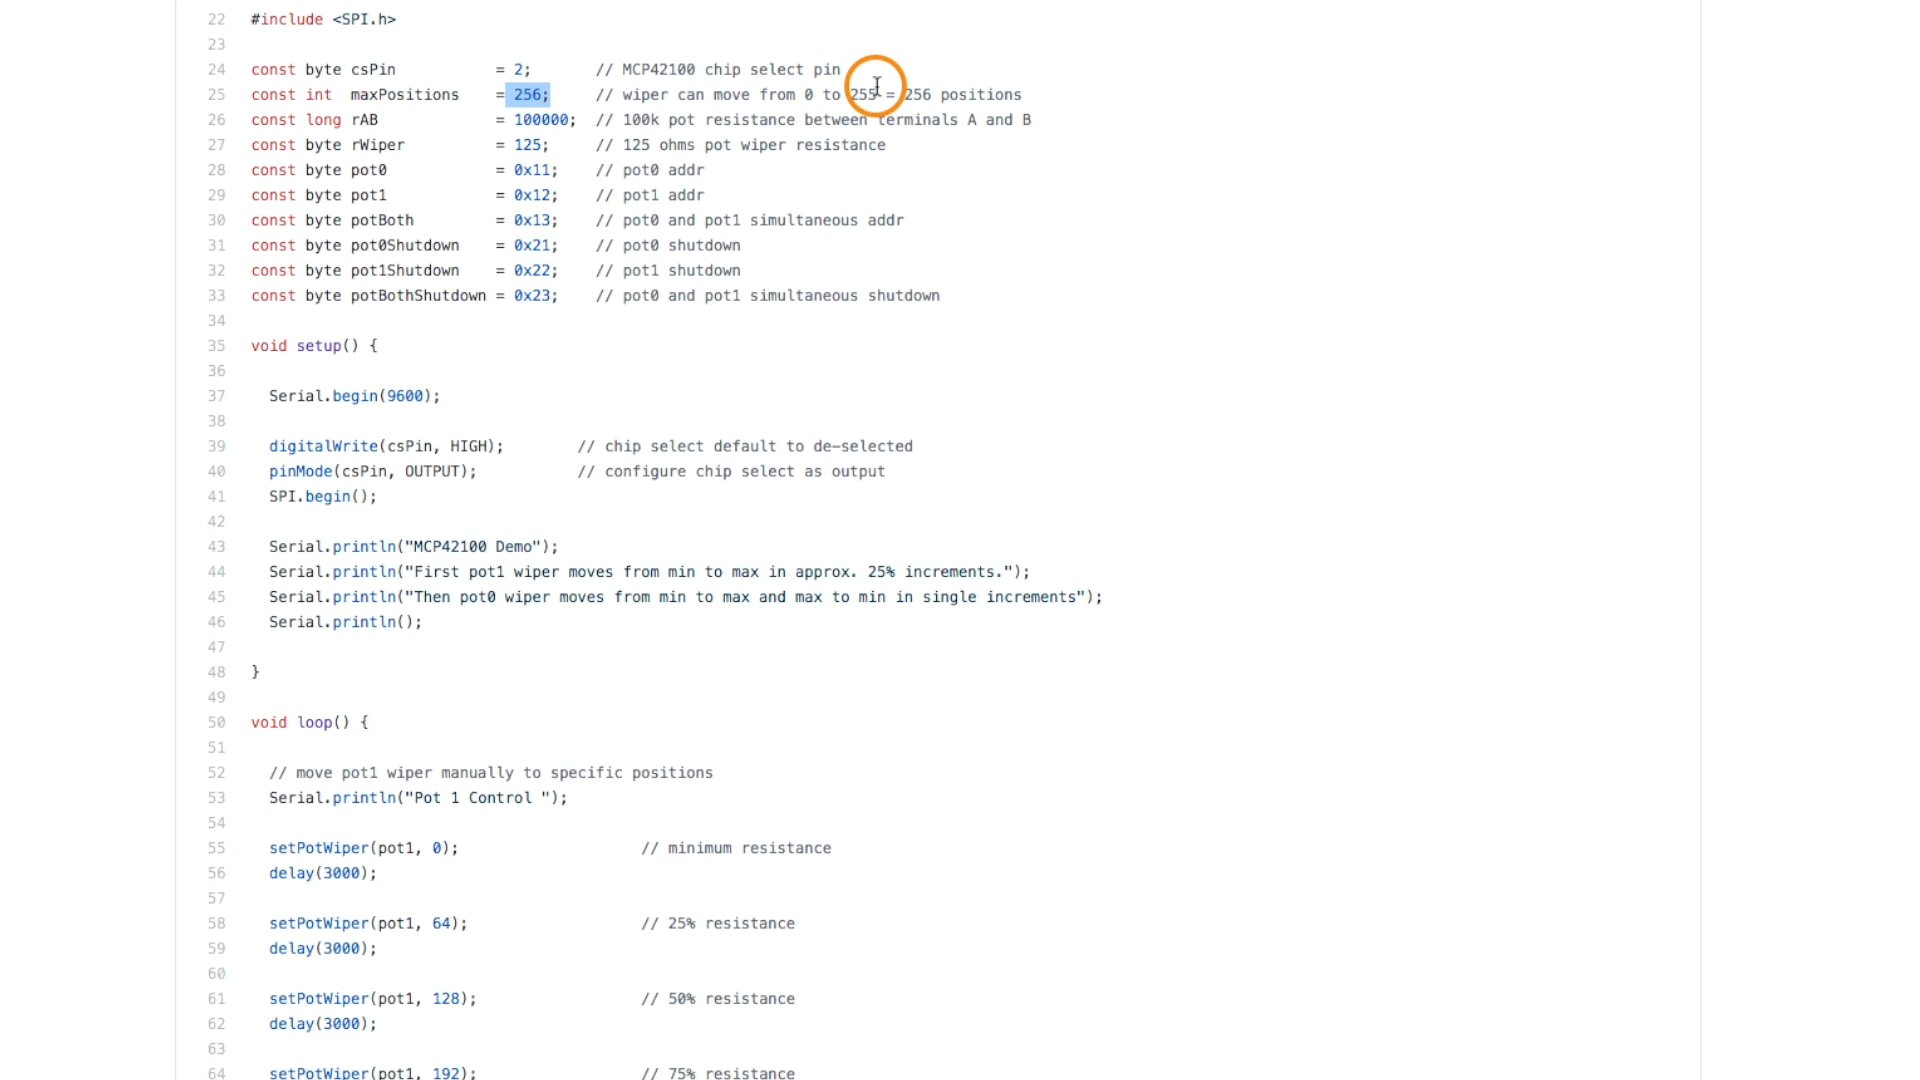 22 #include <SPI.h>
23
24 const byte csPin = 2; // MCP42100 chip select pin
25 const int maxPositions = 256; // wiper can move from 0 to 255 = 256 positions
26 const long rAB = 100000; // 100k pot resistance between terminals A and B
27 const byte rWiper = 125; // 125 ohms pot wiper resistance
28 const byte pot0 = 0x11; // pot0 addr
29 const byte pot1 = 0x12; // pot1 addr
30 const byte potBoth = 0x13; // pot0 and pot1 simultaneous addr
31 const byte pot0Shutdown = 0x21; // pot0 shutdown
32 const byte pot1Shutdown = 0x22; // pot1 shutdown
33 const byte potBothShutdown = 0x23; // pot0 and pot1 simultaneous shutdown
34
35 void setup() {
36
37 Serial.begin(9600);
38
39 digitalWrite(csPin, HIGH); // chip select default to de-selected
40 pinMode(csPin, OUTPUT); // configure chip select as output
41 SPI.begin();
42
43 Serial.println("MCP42100 Demo");
44 Serial.println("First pot1 wiper moves from min to max in approx. 25% increments.");
45 Serial.println("Then pot0 wiper moves from min to max and max to min in single increments");
46 Serial.println();
47
48 }
49
50 void loop() {
51
52 // move pot1 wiper manually to specific positions
53 Serial.println("Pot 1 Control ");
54
55 setPotWiper(pot1, 0); // minimum resistance
56 delay(3000);
57
58 setPotWiper(pot1, 64); // 25% resistance
59 delay(3000);
60
61 setPotWiper(pot1, 128); // 50% resistance
62 delay(3000);
63
64 setPotWiper(pot1, 192); // 75% resistance